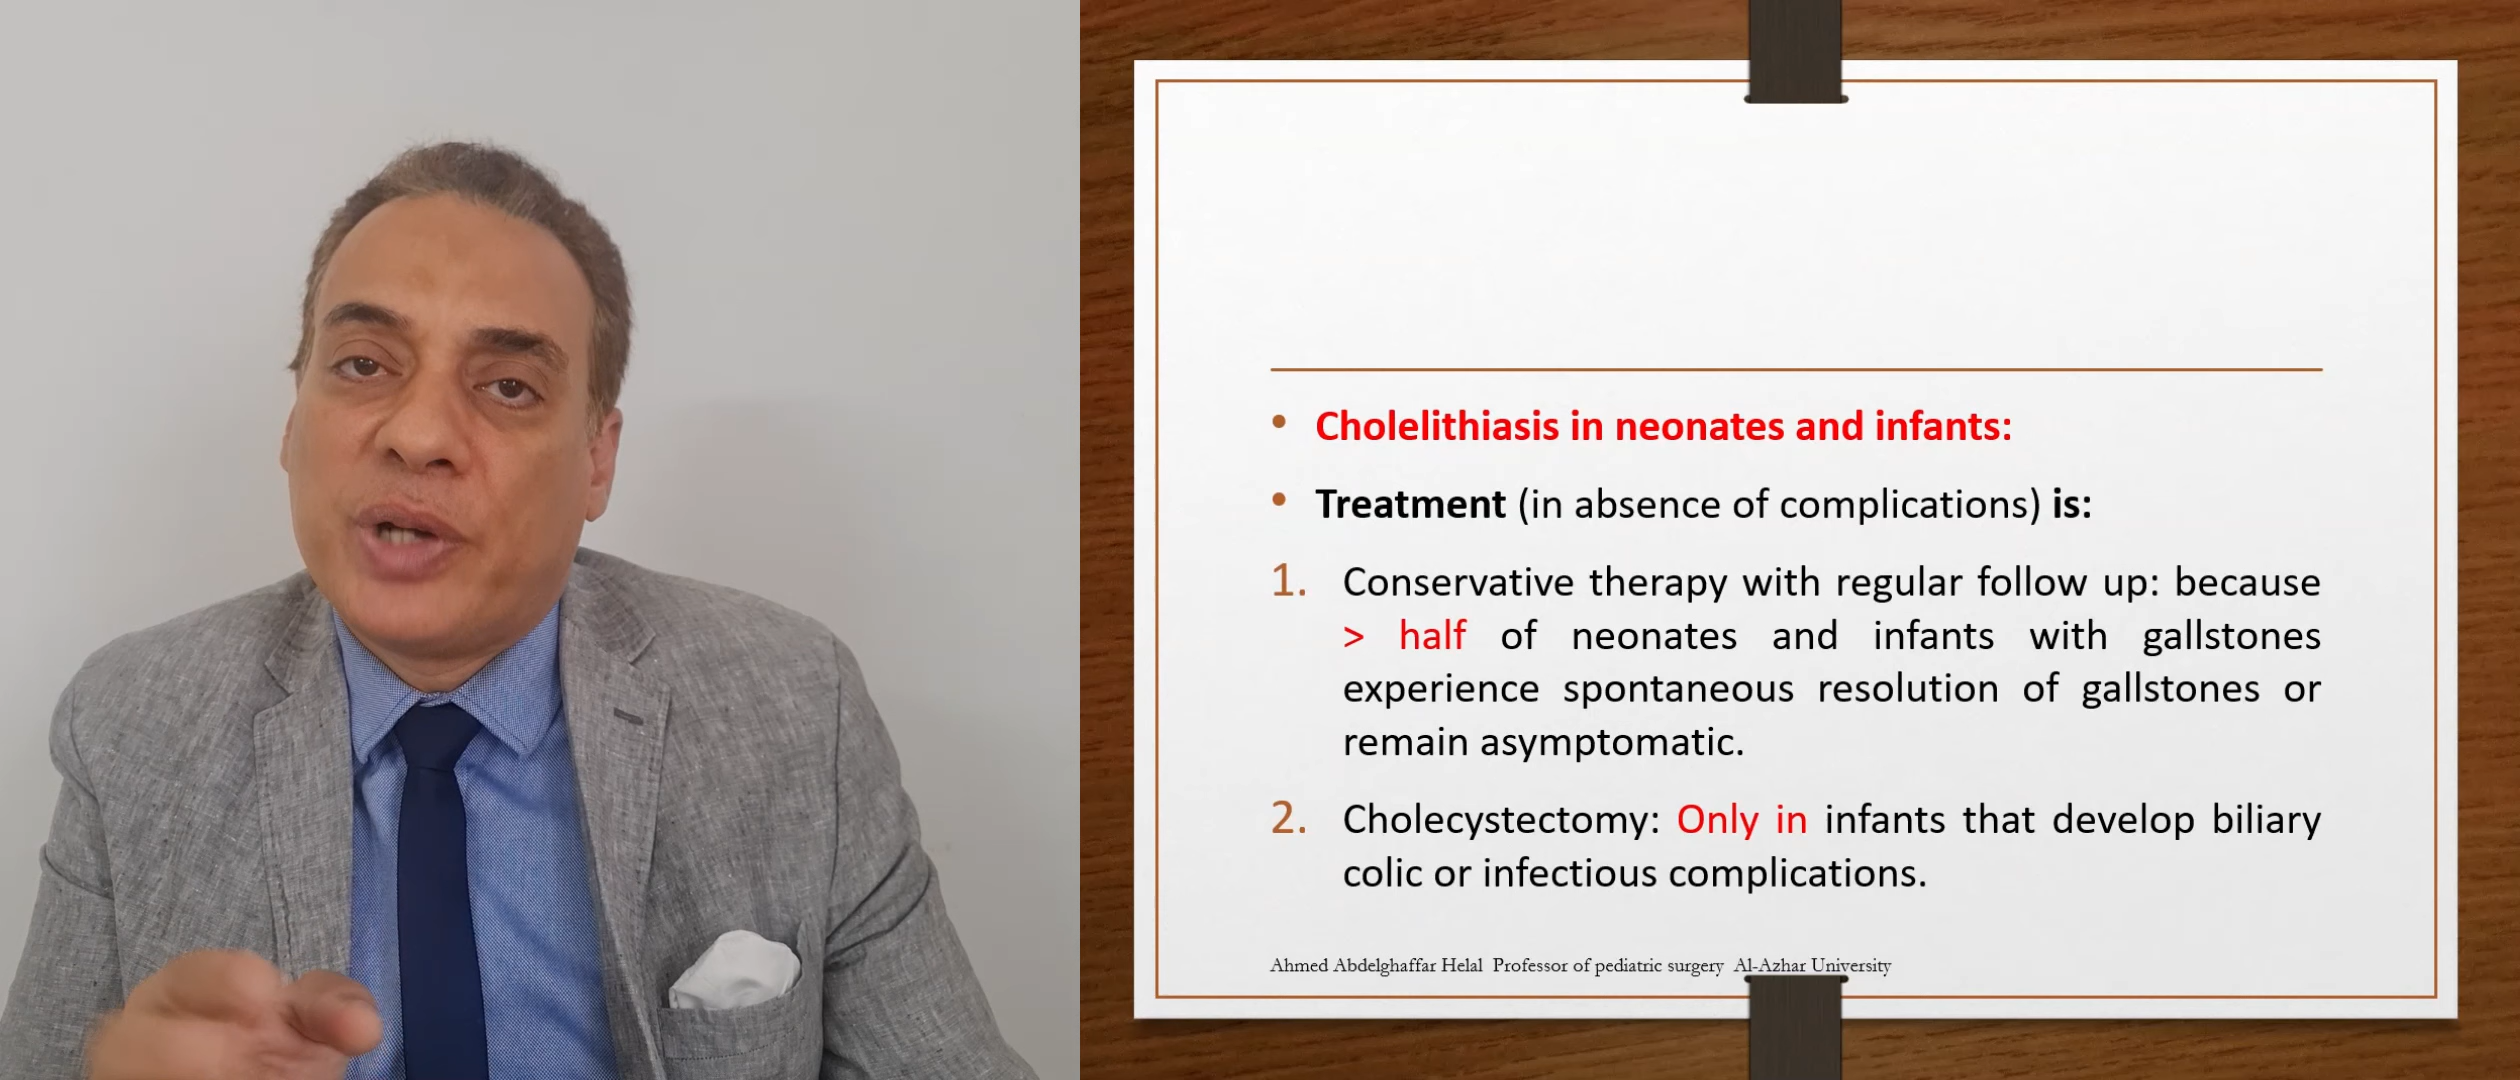 • Cholelithiasis in neonates and infants:
• Treatment (in absence of complications) is:
1. Conservative therapy with regular follow up: because
> half of neonates and infants with gallstones
experience spontaneous resolution of gallstones or
remain asymptomatic.
2. Cholecystectomy: Only in infants that develop biliary
colic or infectious complications.
Ahmed Abdelghaffar Helal Professor of pediatric surgery Al-Azhar University